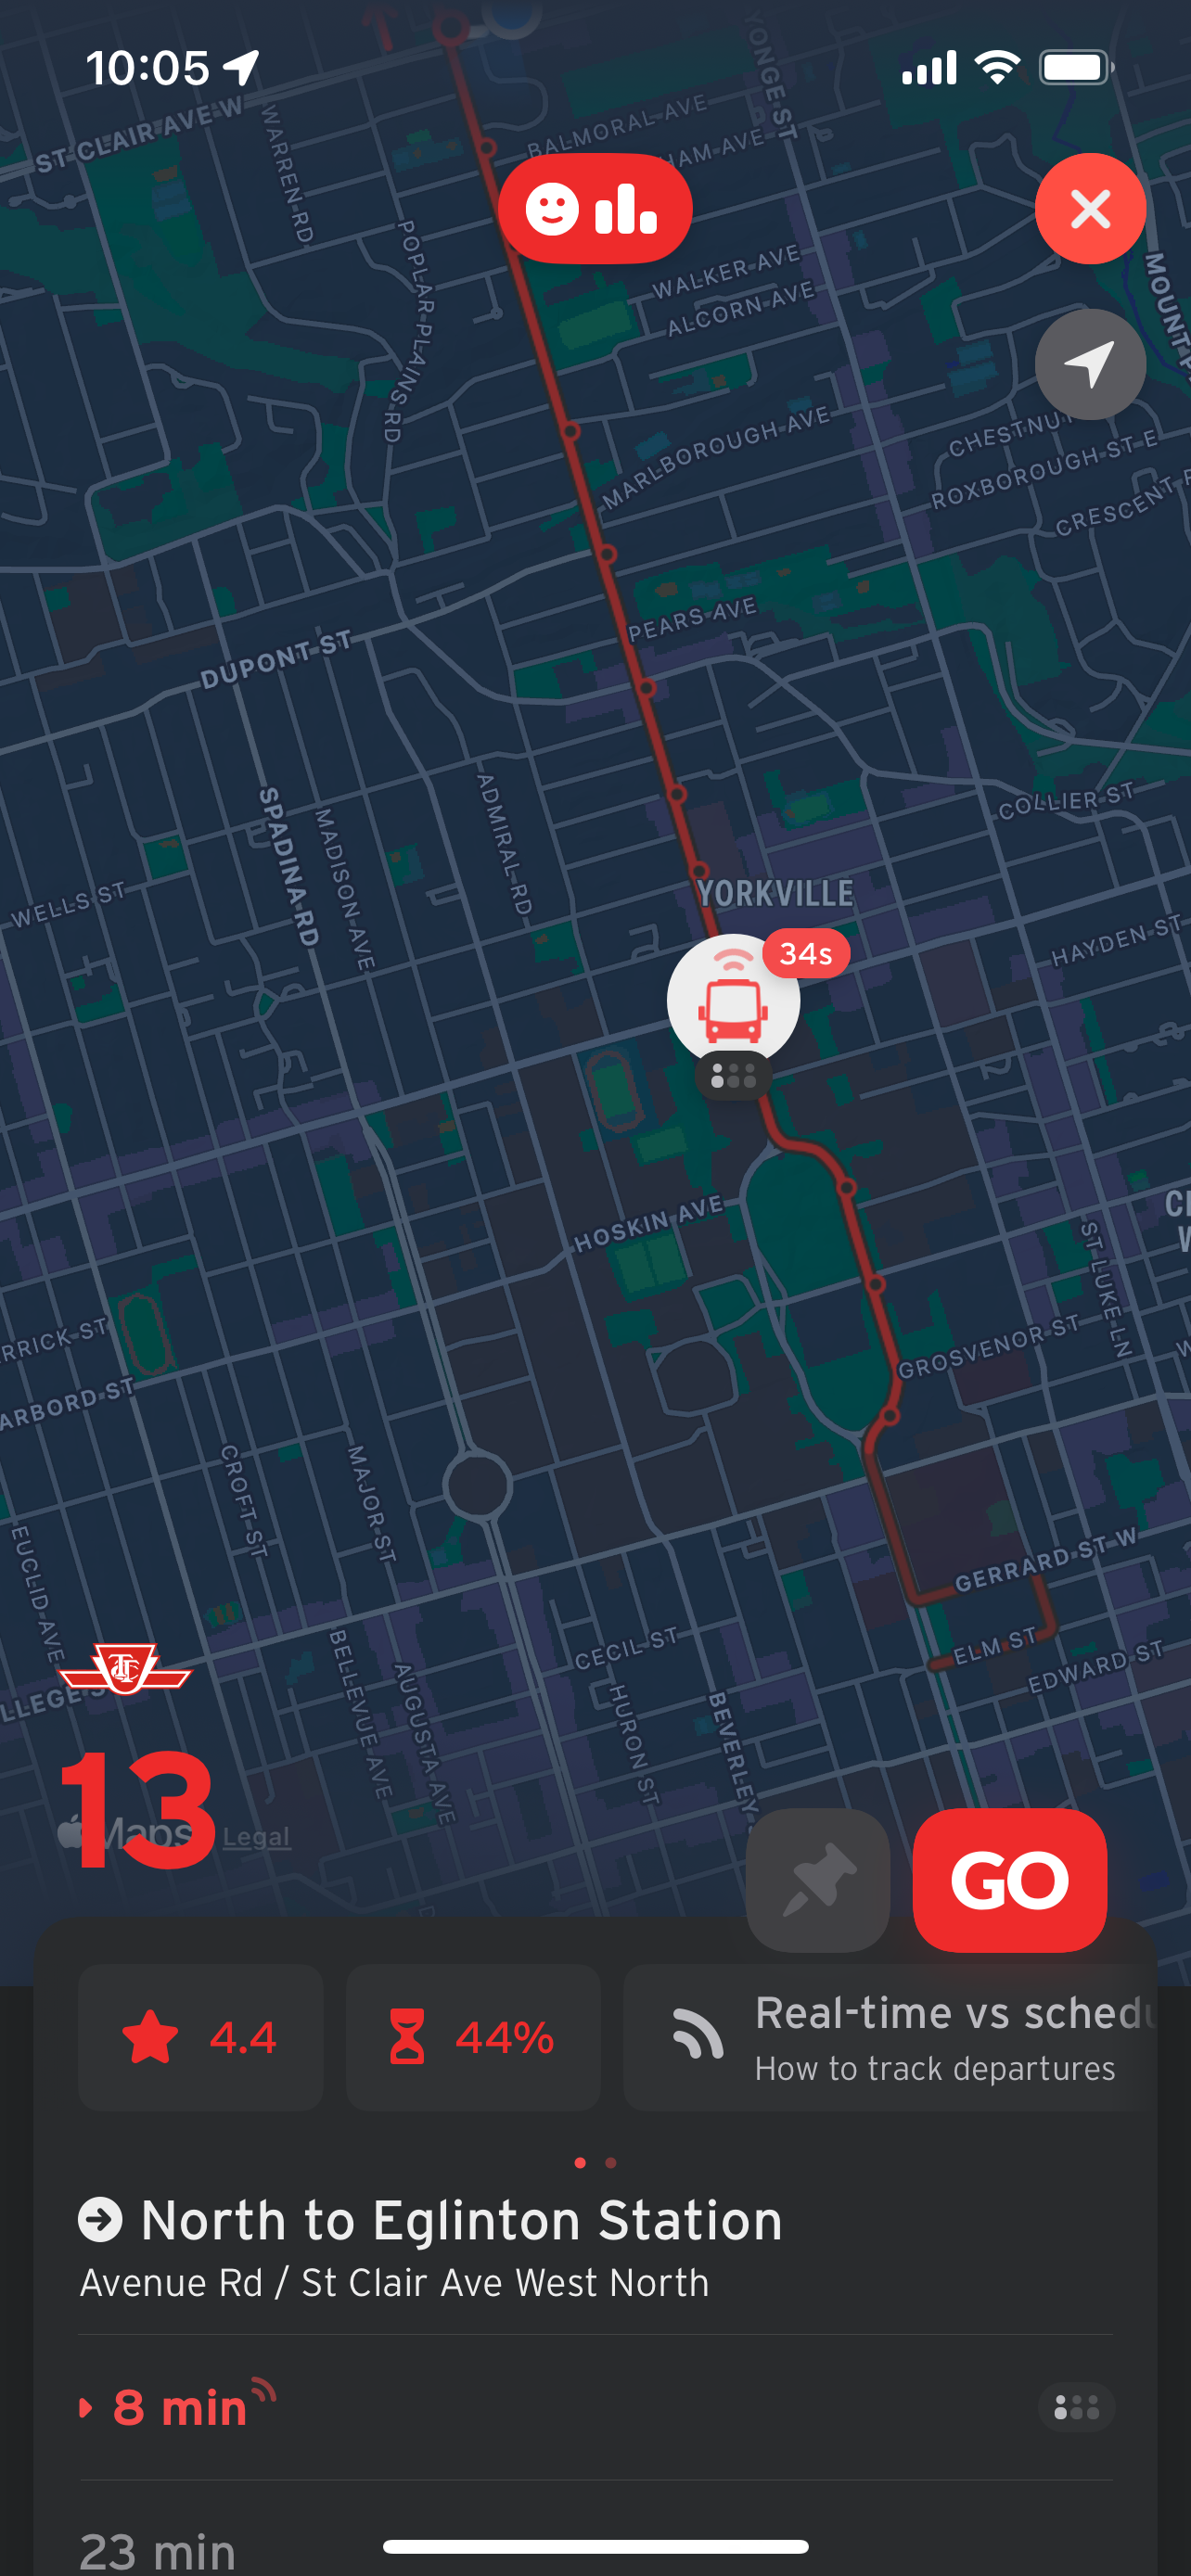 10:05
YONGE ST
ST CLAIR AVE W
WARREN RD
BALMORAL AVE
HAM AVE
POPLAR PLAINS RD
WALKER AVE
ALCORN AVE
MOUNT P
MARLBOROUGH AVE
CHESTNUT
ROXBOROUGH ST E
CRESCENT R
PEARS AVE
DUPONT ST
SPADINA RD
MADISON AVE
ADMIRAL RD
COLLIER ST
WELLS ST
YORKVILLE
HAYDEN ST
34s
HOSKIN AVE
ST LUKE LN
GROSVENOR ST
RRICK ST
ARBORD ST
CROFT ST
MAJOR ST
EUCLID AVE
GERRARD ST W
ELM ST
EDWARD ST
CECIL ST
BELLEVUE AVE
AUGUSTA AVE
HURON ST
BEVERLEY S
TTC
LLEGE S
13
Maps Legal
GO
4.4
44%
Real-time vs schedu
How to track departures
North to Eglinton Station
Avenue Rd / St Clair Ave West North
8 min
23 min